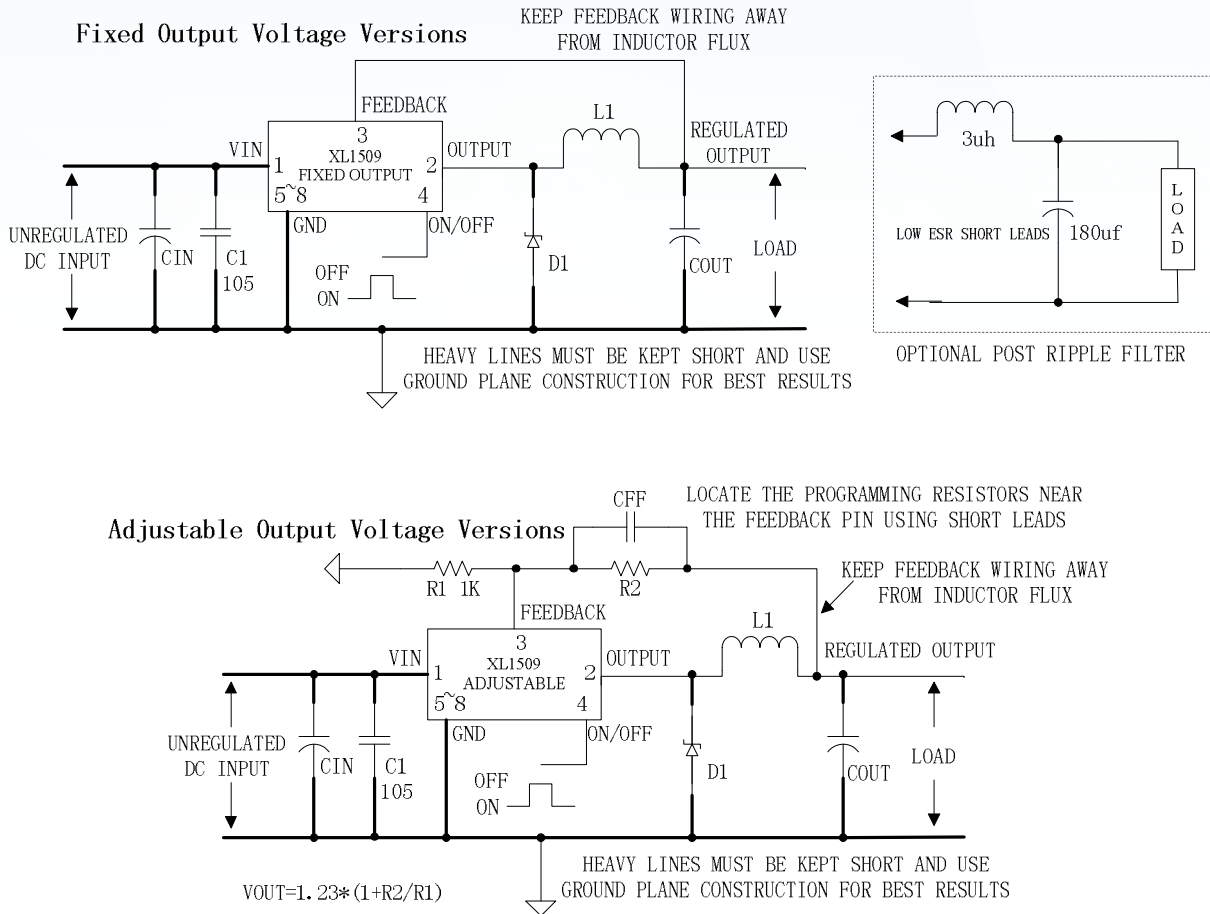 Fixed Output Voltage Versions
KEEP FEEDBACK WIRING AWAY
FROM INDUCTOR FLUX
FEEDBACK
3
XL1509
FIXED OUTPUT
VIN
1
OUTPUT
2
5~8
4
GND
ON/OFF
L1
REGULATED
OUTPUT
UNREGULATED
DC INPUT
CIN
C1
105
OFF
ON
D1
COUT
LOAD
HEAVY LINES MUST BE KEPT SHORT AND USE
GROUND PLANE CONSTRUCTION FOR BEST RESULTS
3uh
LOW ESR SHORT LEADS
180uf
LOAD
OPTIONAL POST RIPPLE FILTER
Adjustable Output Voltage Versions
CFF
LOCATE THE PROGRAMMING RESISTORS NEAR
THE FEEDBACK PIN USING SHORT LEADS
R1 1K
R2
KEEP FEEDBACK WIRING AWAY
FROM INDUCTOR FLUX
FEEDBACK
3
XL1509
ADJUSTABLE
VIN
1
OUTPUT
2
5~8
4
GND
ON/OFF
L1
REGULATED OUTPUT
UNREGULATED
DC INPUT
CIN
C1
105
OFF
ON
D1
COUT
LOAD
HEAVY LINES MUST BE KEPT SHORT AND USE
GROUND PLANE CONSTRUCTION FOR BEST RESULTS
VOUT=1.23*(1+R2/R1)